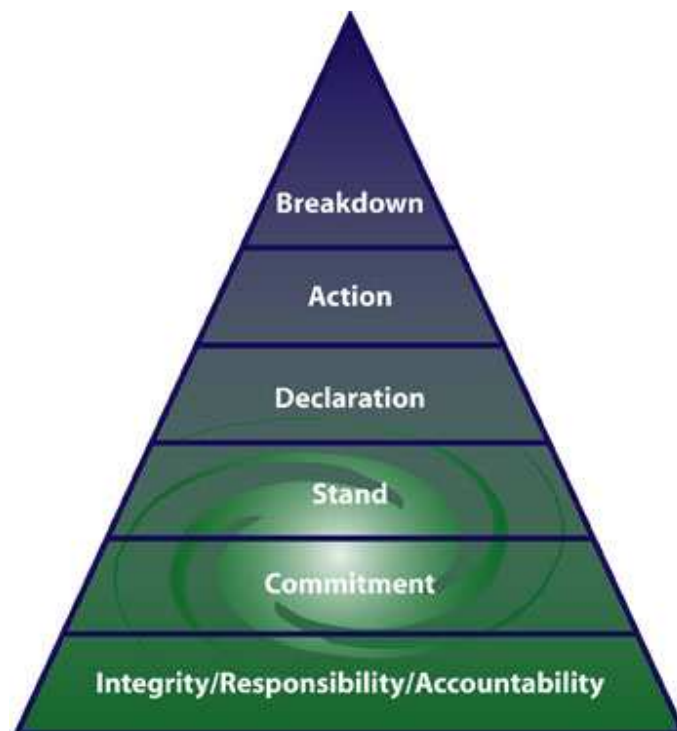 Breakdown
Action
Declaration
Stand
Commitment
Integrity/Responsibility/Accountability